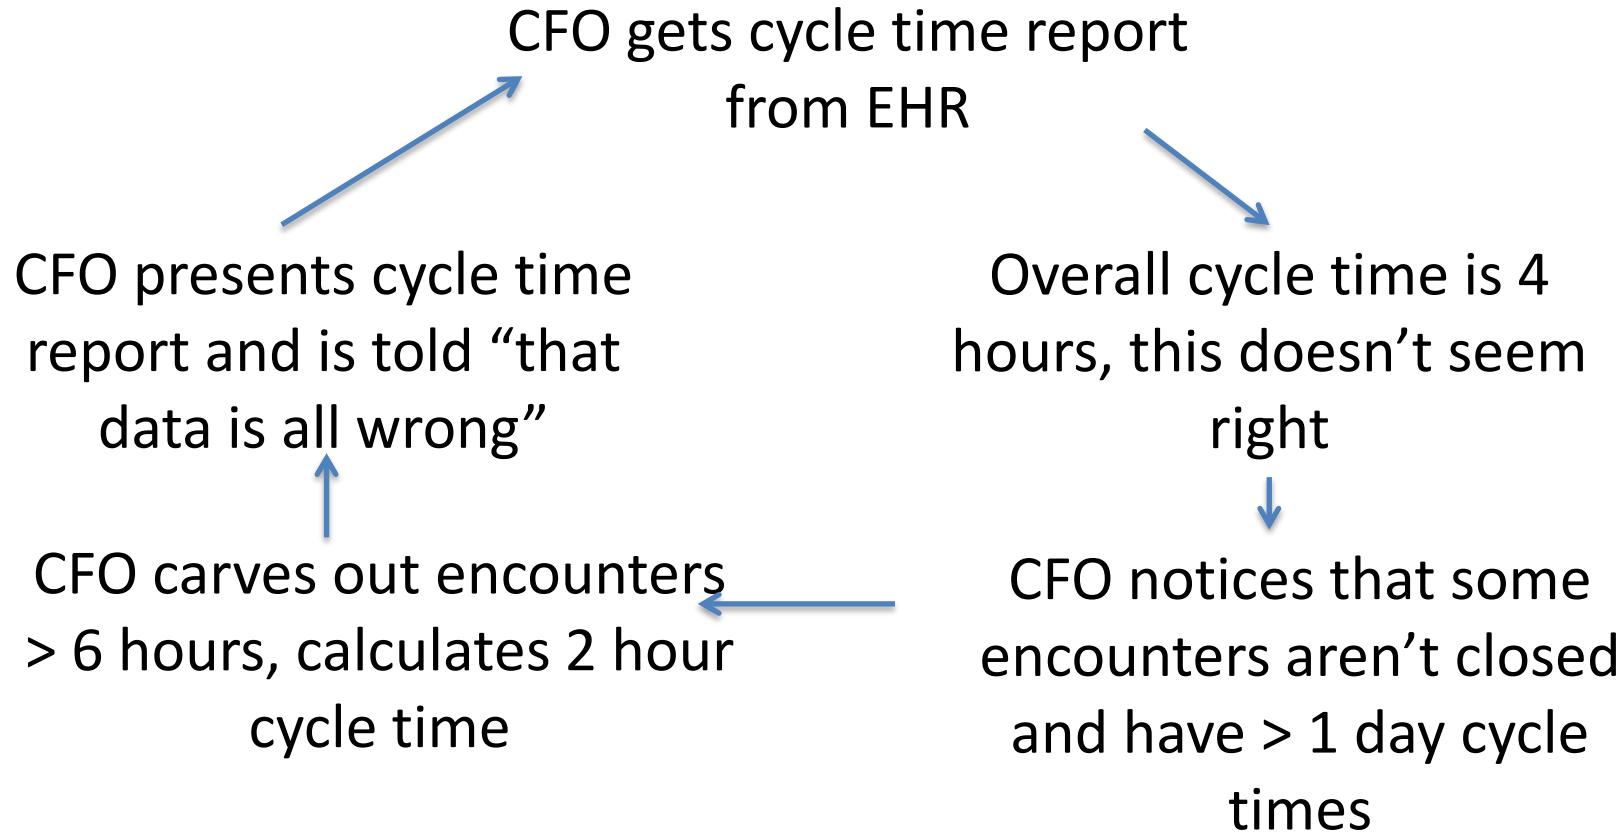 CFO gets cycle time report
from EHR
Overall cycle time is 4
hours, this doesn’t seem
right
CFO notices that some
encounters aren’t closed
and have > 1 day cycle
times
CFO carves out encounters
> 6 hours, calculates 2 hour
cycle time
CFO presents cycle time
report and is told “that
data is all wrong”